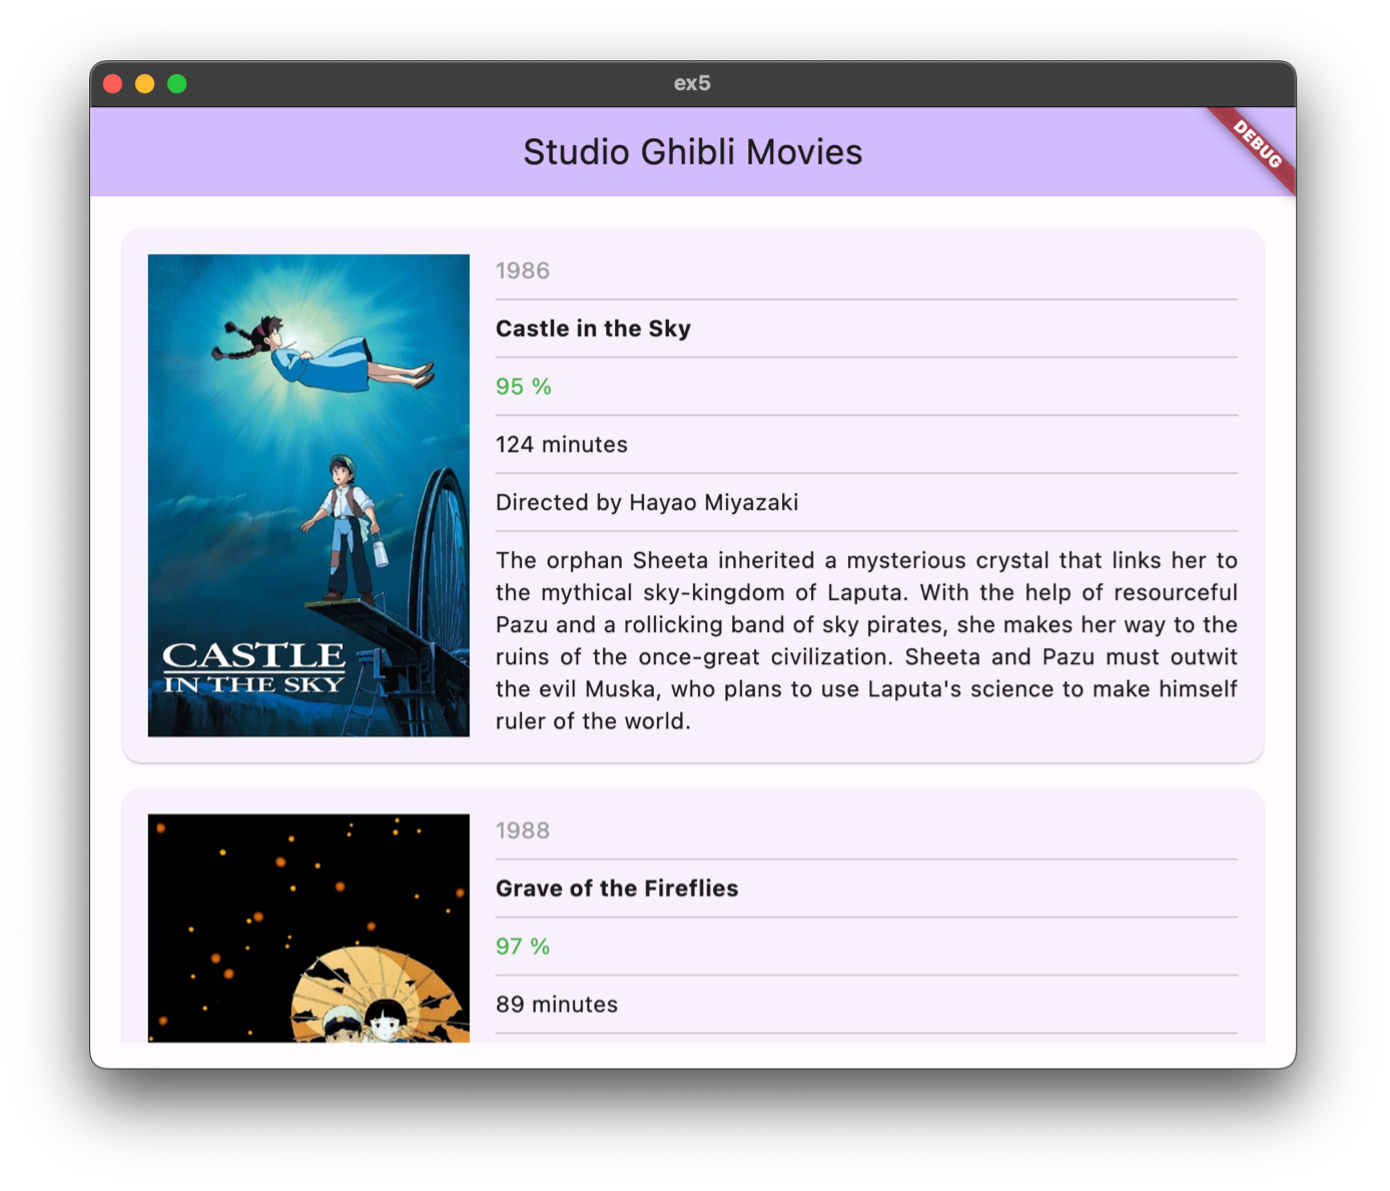 ex5
Studio Ghibli Movies
DEBUG
1986
Castle in the Sky
95 %
124 minutes
Directed by Hayao Miyazaki
The orphan Sheeta inherited a mysterious crystal that links her to
the mythical sky-kingdom of Laputa. With the help of resourceful
Pazu and a rollicking band of sky pirates, she makes her way to the
ruins of the once-great civilization. Sheeta and Pazu must outwit
the evil Muska, who plans to use Laputa's science to make himself
ruler of the world.
CASTLE
IN THE SKY
1988
Grave of the Fireflies
97 %
89 minutes